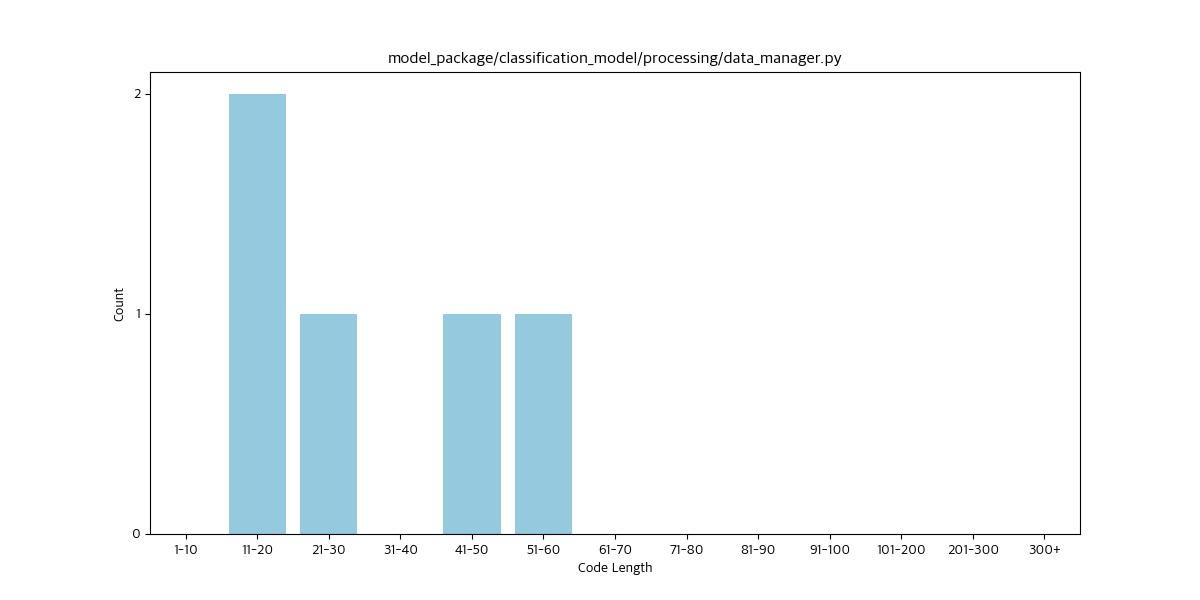 model_package/classification_model/processing/data_manager.py
2
1
0
Count
1-10 11-20 21-30 31-40 41-50 51-60 61-70 71-80 81-90 91-100 101-200 201-300 300+
Code Length